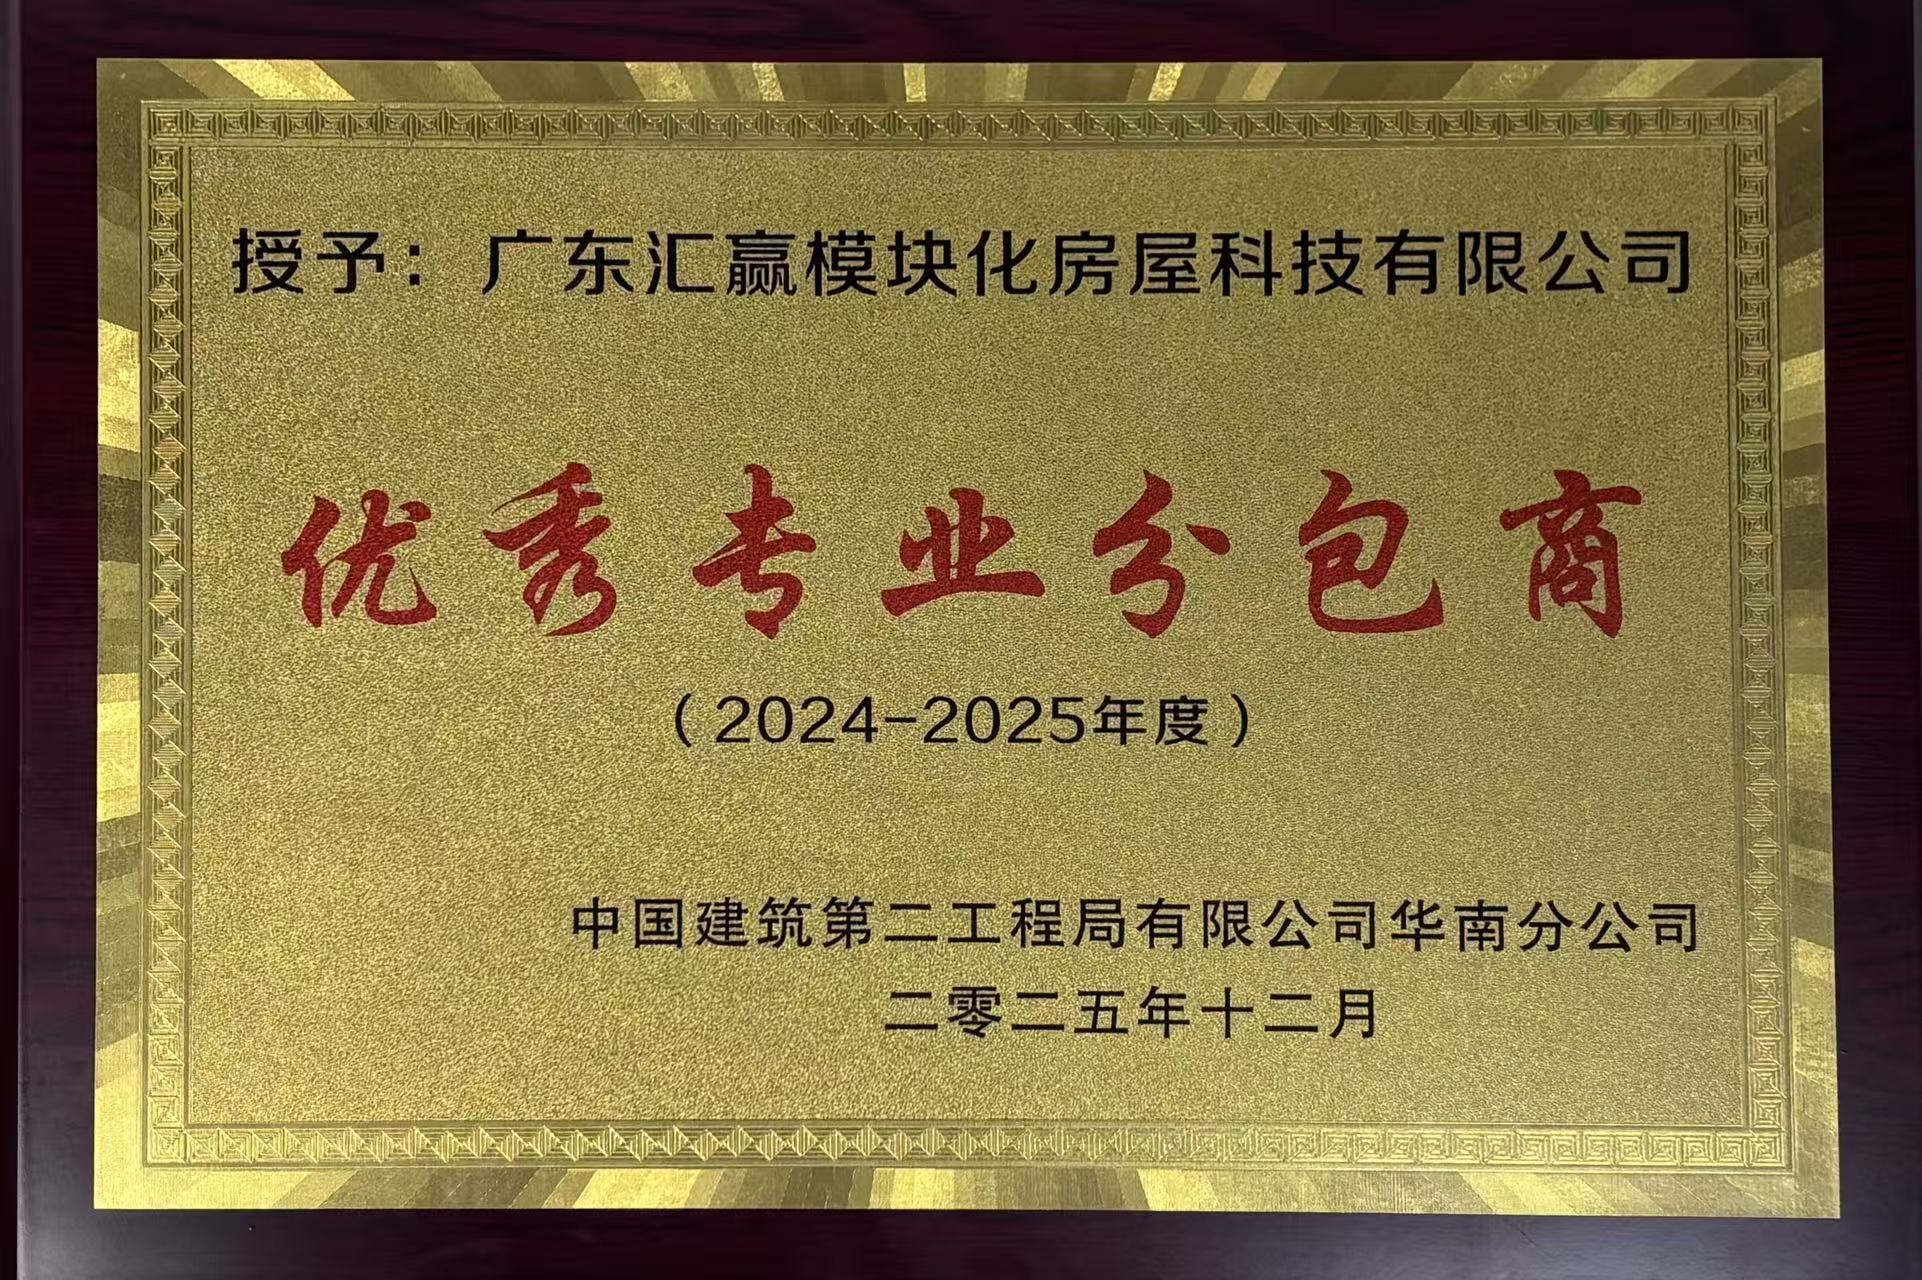 授予：广东汇赢模块化房屋科技有限公司
优秀专业分包商
（2024-2025年度）
中国建筑第二工程局有限公司华南分公司
二零二五年十二月